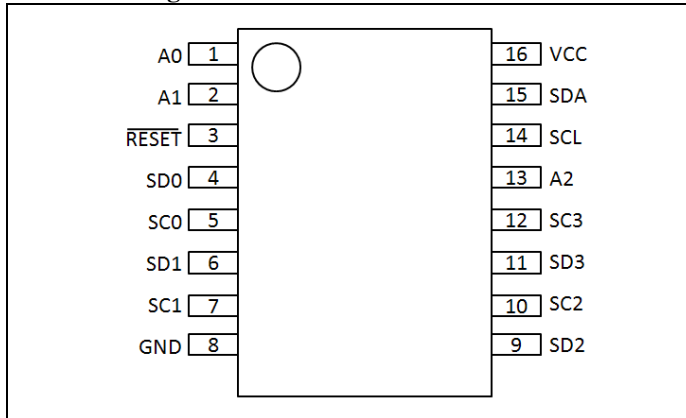 A0 1 16 VCC
A1 2 15 SDA
RESET 3 14 SCL
SD0 4 13 A2
SC0 5 12 SC3
SD1 6 11 SD3
SC1 7 10 SC2
GND 8 9 SD2